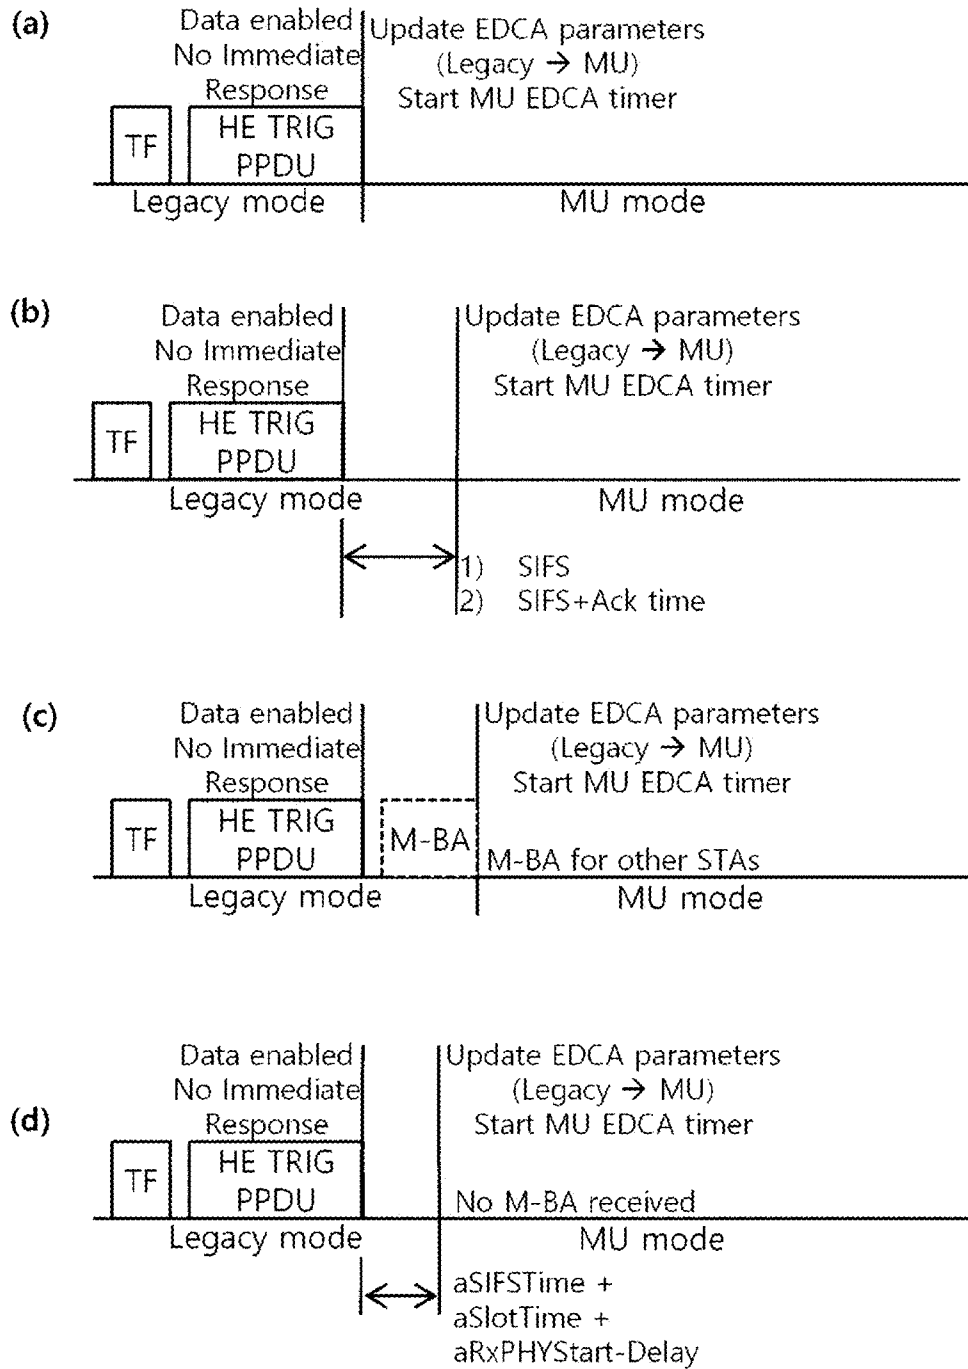 (a)
Data enabled
No Immediate
Response
Update EDCA parameters
(Legacy → MU)
Start MU EDCA timer
TF
HE TRIG
PPDU
Legacy mode
MU mode
(b)
Data enabled
No Immediate
Response
Update EDCA parameters
(Legacy → MU)
Start MU EDCA timer
TF
HE TRIG
PPDU
Legacy mode
MU mode
1) SIFS
2) SIFS+Ack time
(c)
Data enabled
No Immediate
Response
Update EDCA parameters
(Legacy → MU)
Start MU EDCA timer
TF
HE TRIG
PPDU
M-BA
M-BA for other STAs
Legacy mode
MU mode
(d)
Data enabled
No Immediate
Response
Update EDCA parameters
(Legacy → MU)
Start MU EDCA timer
TF
HE TRIG
PPDU
No M-BA received
Legacy mode
MU mode
aSIFSTime +
aSlotTime +
aRxPHYStart-Delay